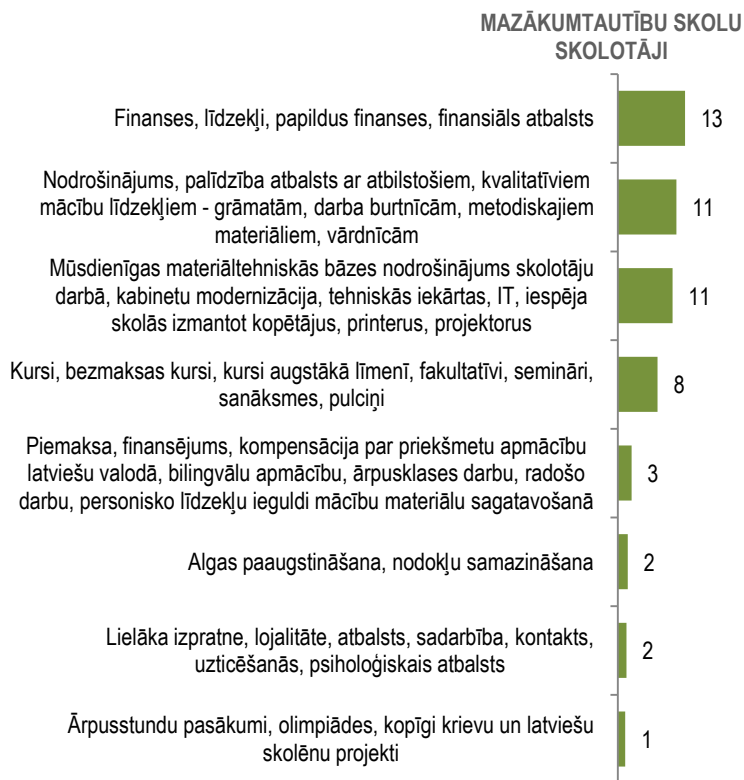 MAZĀKUMTAUTĪBU SKOLU
SKOLOTĀJI
Finanses, līdzekļi, papildus finanses, finansiāls atbalsts
13
Nodrošinājums, palīdzība atbalsts ar atbilstošiem, kvalitatīviem
mācību līdzekļiem - grāmatām, darba burtnīcām, metodiskajiem
materiāliem, vārdnīcām
11
Mūsdienīgas materiāltehniskās bāzes nodrošinājums skolotāju
darbā, kabinetu modernizācija, tehniskās iekārtas, IT, iespēja
skolās izmantot kopētājus, printerus, projektorus
11
Kursi, bezmaksas kursi, kursi augstākā līmenī, fakultatīvi, semināri,
sanāksmes, pulciņi
8
Piemaksa, finansējums, kompensācija par priekšmetu apmācību
latviešu valodā, bilingvālu apmācību, ārpusklases darbu, radošo
darbu, personisko līdzekļu ieguldi mācību materiālu sagatavošanā
3
Algas paaugstināšana, nodokļu samazināšana
2
Lielāka izpratne, lojalitāte, atbalsts, sadarbība, kontakts,
uzticēšanās, psiholoģiskais atbalsts
2
Ārpusstundu pasākumi, olimpiādes, kopīgi krievu un latviešu
skolēnu projekti
1